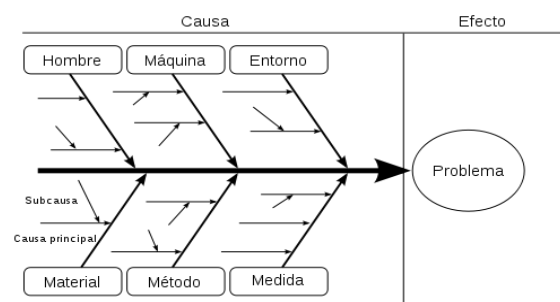 Causa
Efecto
Hombre
Máquina
Entorno
Problema
Subcausa
Causa principal
Material
Método
Medida